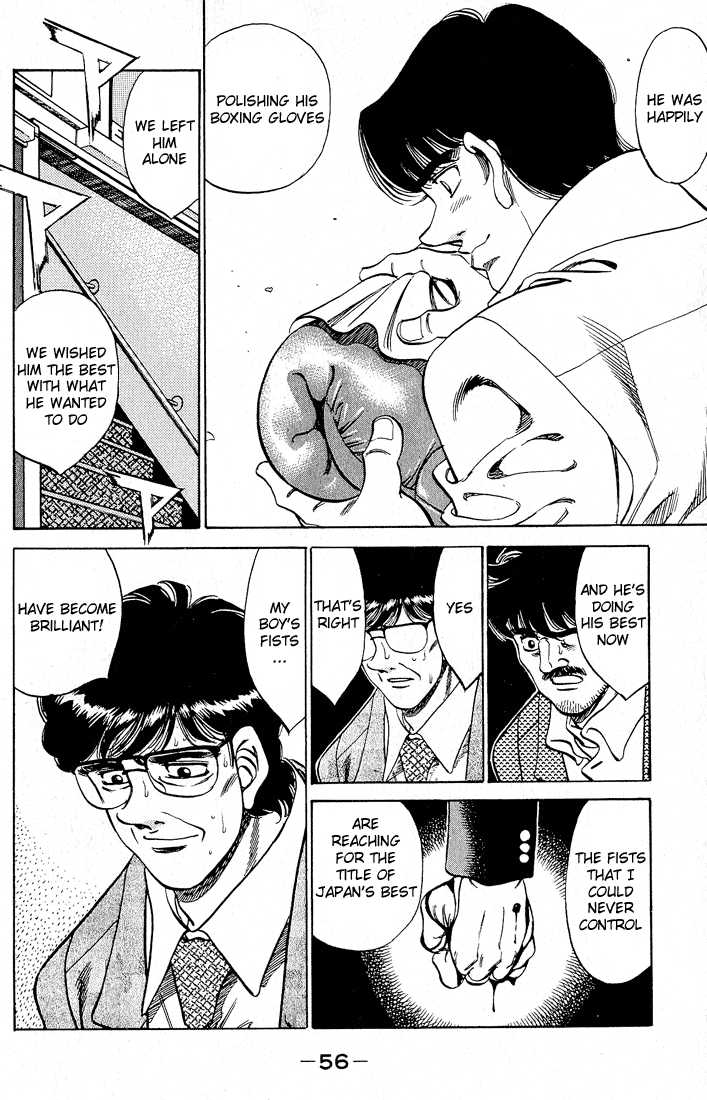 HE WAS
HAPPILY
POLISHING HIS
BOXING GLOVES
WE LEFT
HIM
ALONE
WE WISHED
HIM THE BEST
WITH WHAT
HE WANTED
TO DO
AND HE'S
DOING
HIS BEST
NOW
YES
THAT'S
RIGHT
MY
BOY'S
FISTS
...
HAVE BECOME
BRILLIANT!
THE FISTS
THAT I
COULD
NEVER
CONTROL
ARE
REACHING
FOR THE
TITLE OF
JAPAN'S BEST
-56-